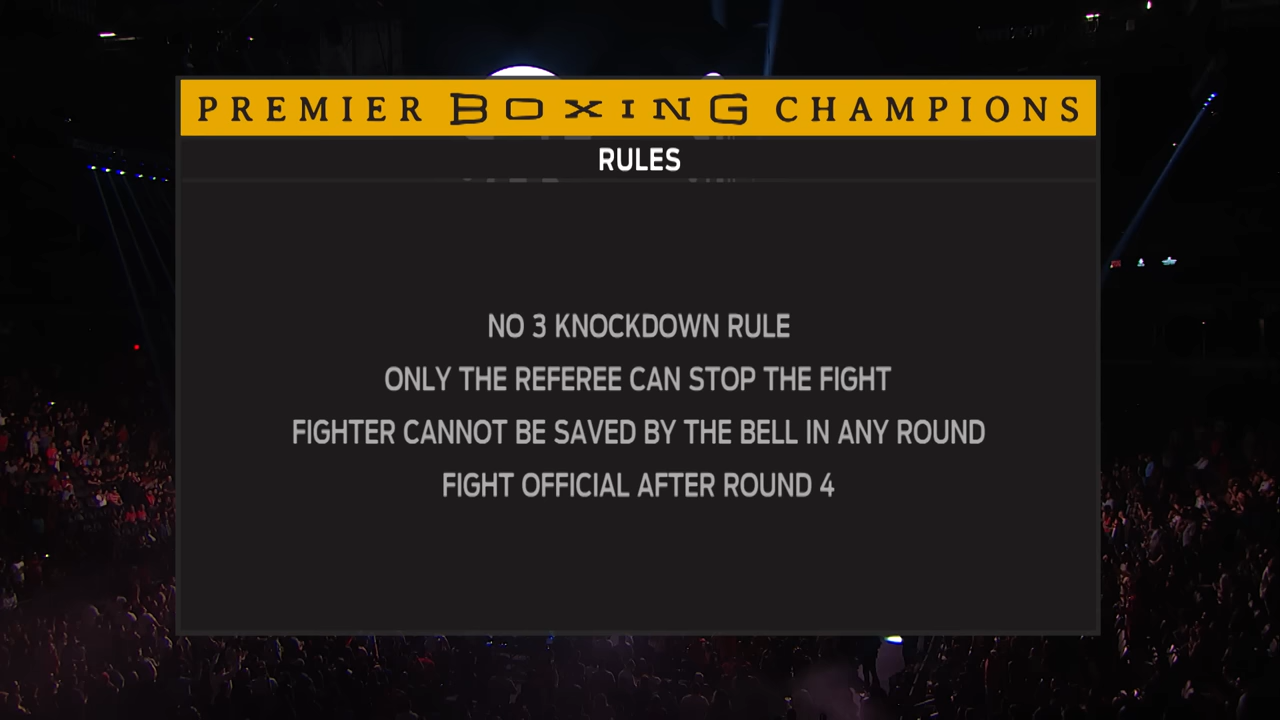 PREMIER BOXING CHAMPIONS
RULES
NO 3 KNOCKDOWN RULE
ONLY THE REFEREE CAN STOP THE FIGHT
FIGHTER CANNOT BE SAVED BY THE BELL IN ANY ROUND
FIGHT OFFICIAL AFTER ROUND 4